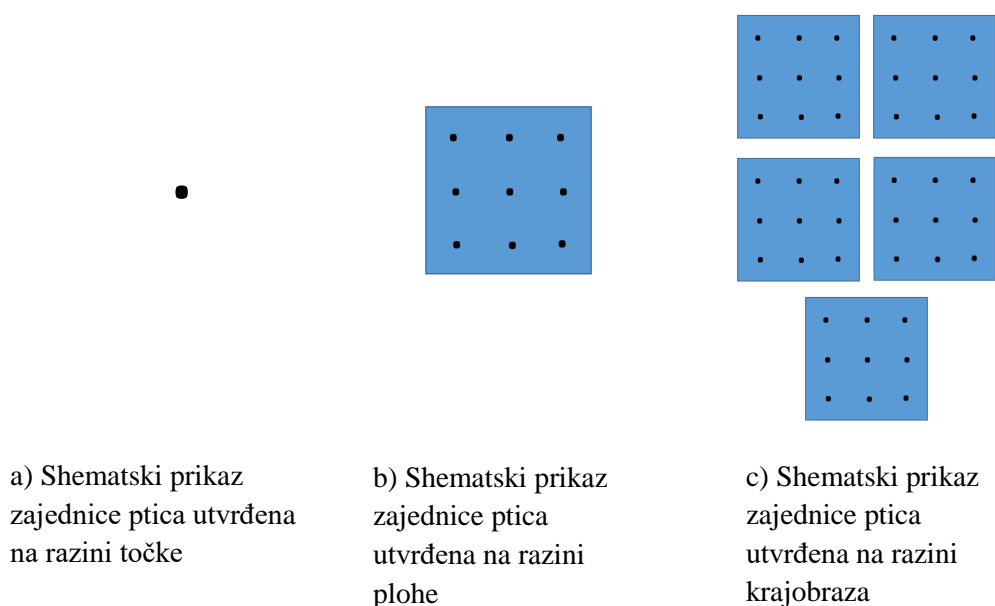 a) Shematski prikaz
zajednice ptica utvrđena
na razini točke
b) Shematski prikaz
zajednice ptica
utvrđena na razini
plohe
c) Shematski prikaz
zajednice ptica
utvrđena na razini
krajobraza